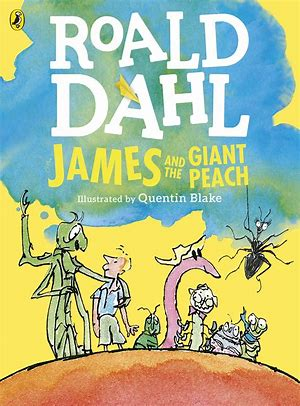 ROALD
DAHL
JAMES AND THE GIANT PEACH
Illustrated by Quentin Blake